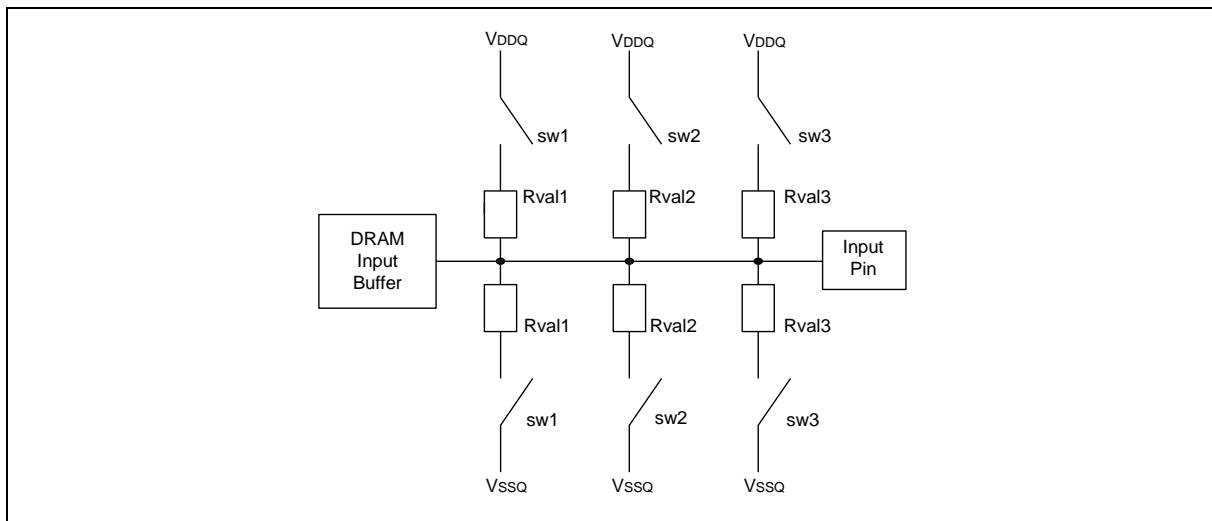 VDDQ VDDQ VDDQ
sw1 sw2 sw3
Rval1 Rval2 Rval3
DRAM
Input
Buffer
Input
Pin
Rval1 Rval2 Rval3
sw1 sw2 sw3
VSSQ VSSQ VSSQ